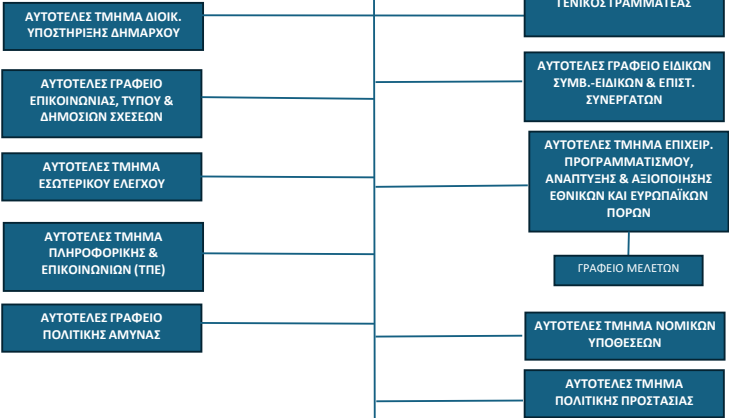 ΑΥΤΟΤΕΛΕΣ ΤΜΗΜΑ ΔΙΟΙΚ.
ΥΠΟΣΤΗΡΙΞΗΣ ΔΗΜΑΡΧΟΥ
ΑΥΤΟΤΕΛΕΣ ΓΡΑΦΕΙΟ
ΕΠΙΚΟΙΝΩΝΙΑΣ, ΤΥΠΟΥ &
ΔΗΜΟΣΙΩΝ ΣΧΕΣΕΩΝ
ΑΥΤΟΤΕΛΕΣ ΤΜΗΜΑ
ΕΣΩΤΕΡΙΚΟΥ ΕΛΕΓΧΟΥ
ΑΥΤΟΤΕΛΕΣ ΤΜΗΜΑ
ΠΛΗΡΟΦΟΡΙΚΗΣ &
ΕΠΙΚΟΙΝΩΝΙΩΝ (ΤΠΕ)
ΑΥΤΟΤΕΛΕΣ ΓΡΑΦΕΙΟ
ΠΟΛΙΤΙΚΗΣ ΑΜΥΝΑΣ
ΓΕΝΙΚΟΣ ΓΡΑΜΜΑΤΕΑΣ
ΑΥΤΟΤΕΛΕΣ ΓΡΑΦΕΙΟ ΕΙΔΙΚΩΝ
ΣΥΜΒ.-ΕΙΔΙΚΩΝ & ΕΠΙΣΤ.
ΣΥΝΕΡΓΑΤΩΝ
ΑΥΤΟΤΕΛΕΣ ΤΜΗΜΑ ΕΠΙΧΕΙΡ.
ΠΡΟΓΡΑΜΜΑΤΙΣΜΟΥ,
ΑΝΑΠΤΥΞΗΣ & ΑΞΙΟΠΟΙΗΣΗΣ
ΕΘΝΙΚΩΝ ΚΑΙ ΕΥΡΩΠΑΪΚΩΝ
ΠΟΡΩΝ
ΓΡΑΦΕΙΟ ΜΕΛΕΤΩΝ
ΑΥΤΟΤΕΛΕΣ ΤΜΗΜΑ ΝΟΜΙΚΩΝ
ΥΠΟΘΕΣΕΩΝ
ΑΥΤΟΤΕΛΕΣ ΤΜΗΜΑ
ΠΟΛΙΤΙΚΗΣ ΠΡΟΣΤΑΣΙΑΣ